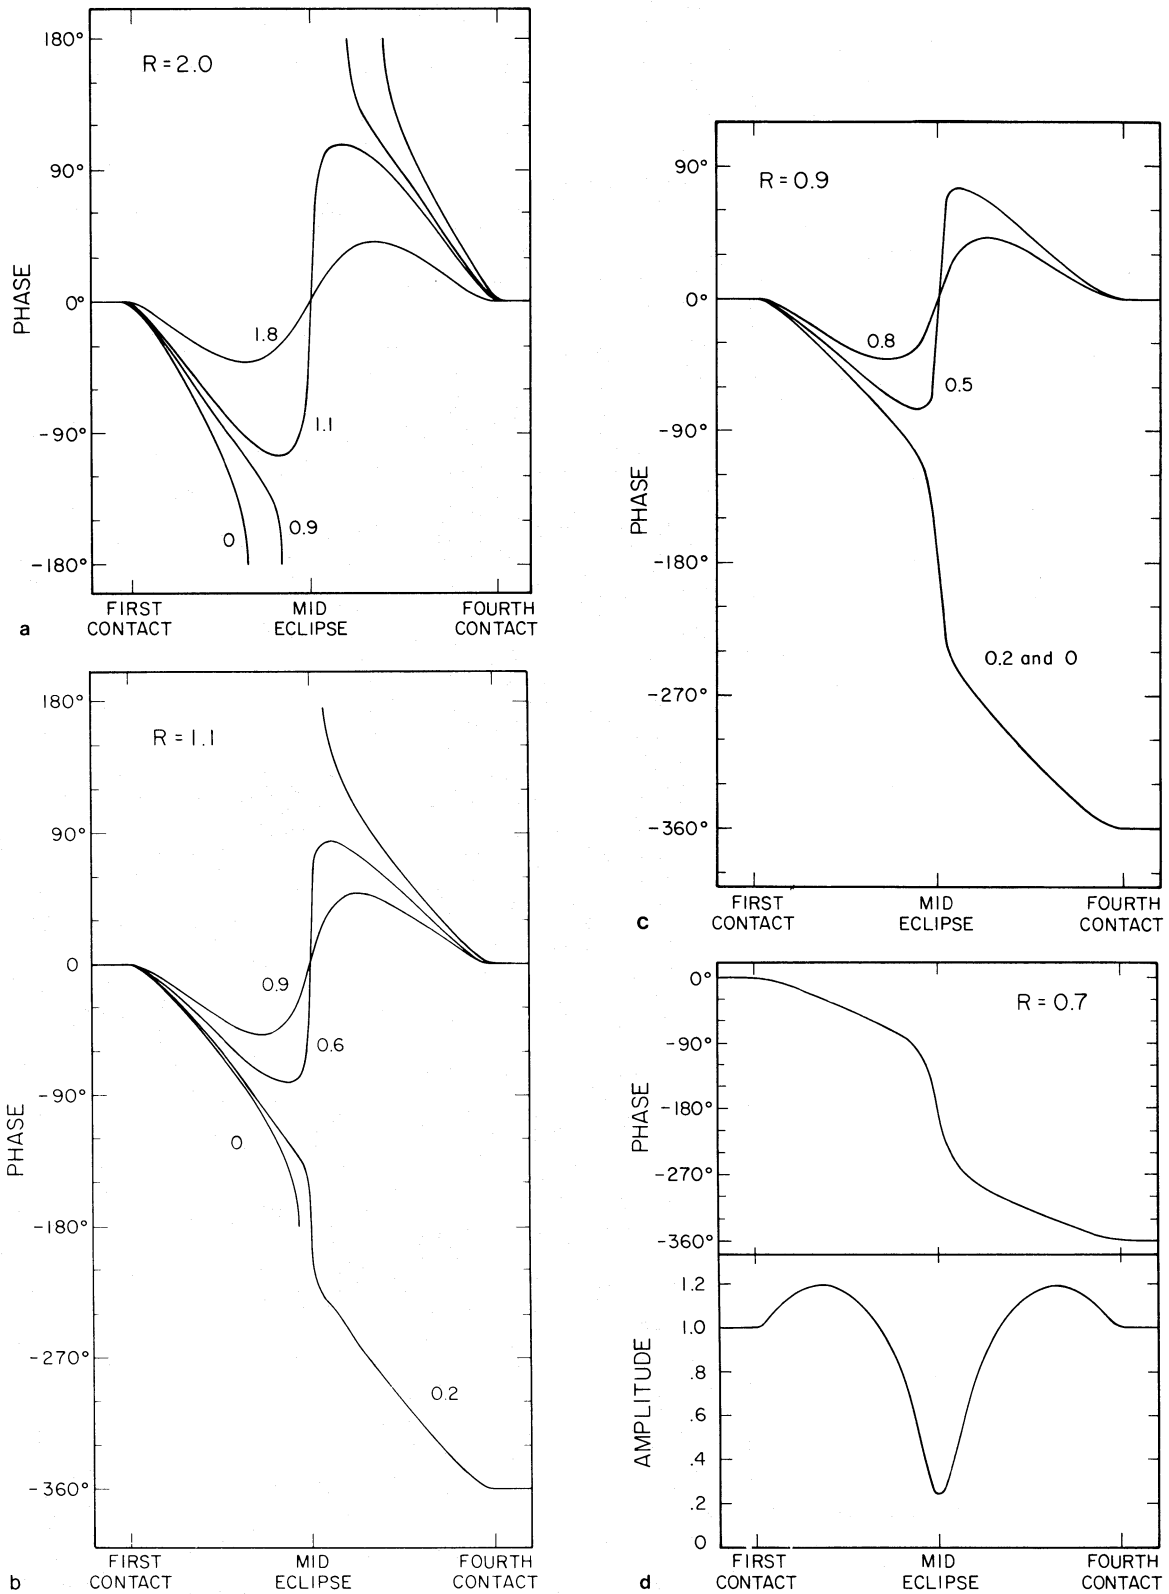 180°
R = 2.0
90°
PHASE
0°
1.8
-90°
1.1
0
0.9
-180°
FIRST CONTACT
MID ECLIPSE
FOURTH CONTACT
a
180°
R = 1.1
90°
0
0.9
0.6
PHASE
-90°
0
-180°
-270°
0.2
-360°
FIRST CONTACT
MID ECLIPSE
FOURTH CONTACT
b
90°
R = 0.9
0°
0.8
0.5
-90°
PHASE
-180°
0.2 and 0
-270°
-360°
FIRST CONTACT
MID ECLIPSE
FOURTH CONTACT
c
0°
R = 0.7
-90°
PHASE
-180°
-270°
-360°
1.2
1.0
AMPLITUDE
.8
.6
.4
.2
0
FIRST CONTACT
MID ECLIPSE
FOURTH CONTACT
d